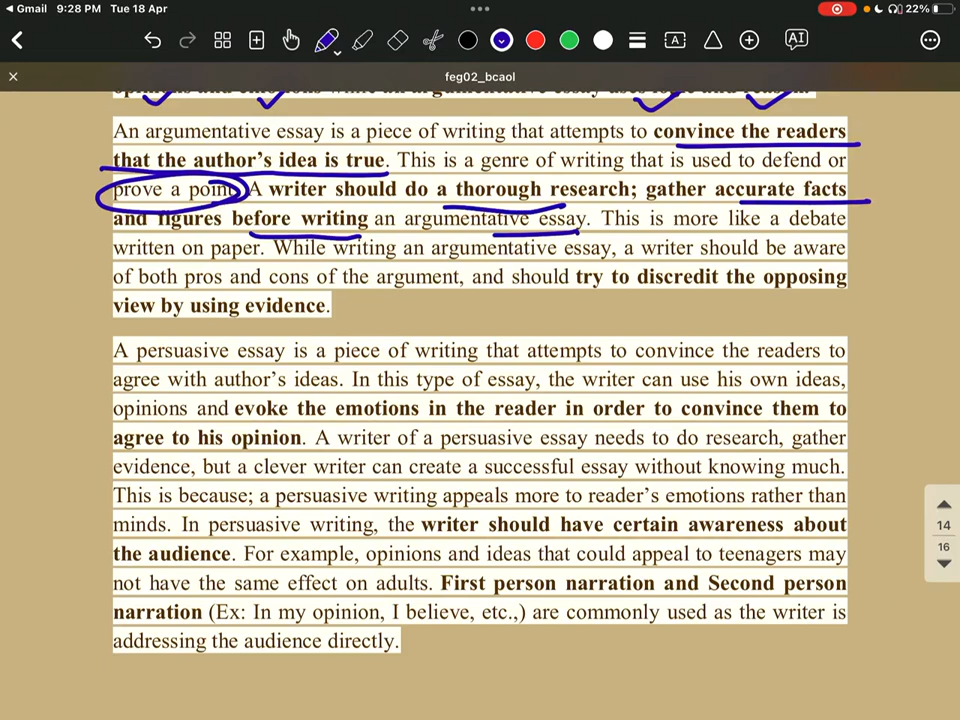 Gmail 9:28 PM Tue 18 Apr 22%
AI
feg02_bcaol
An argumentative essay is a piece of writing that attempts to convince the readers
that the author's idea is true. This is a genre of writing that is used to defend or
prove a point. A writer should do a thorough research; gather accurate facts
and figures before writing an argumentative essay. This is more like a debate
written on paper. While writing an argumentative essay, a writer should be aware
of both pros and cons of the argument, and should try to discredit the opposing
view by using evidence.
A persuasive essay is a piece of writing that attempts to convince the readers to
agree with author's ideas. In this type of essay, the writer can use his own ideas,
opinions and evoke the emotions in the reader in order to convince them to
agree to his opinion. A writer of a persuasive essay needs to do research, gather
evidence, but a clever writer can create a successful essay without knowing much.
This is because; a persuasive writing appeals more to reader's emotions rather than
minds. In persuasive writing, the writer should have certain awareness about
the audience. For example, opinions and ideas that could appeal to teenagers may
not have the same effect on adults. First person narration and Second person
narration (Ex: In my opinion, I believe, etc.,) are commonly used as the writer is
addressing the audience directly.
14
16